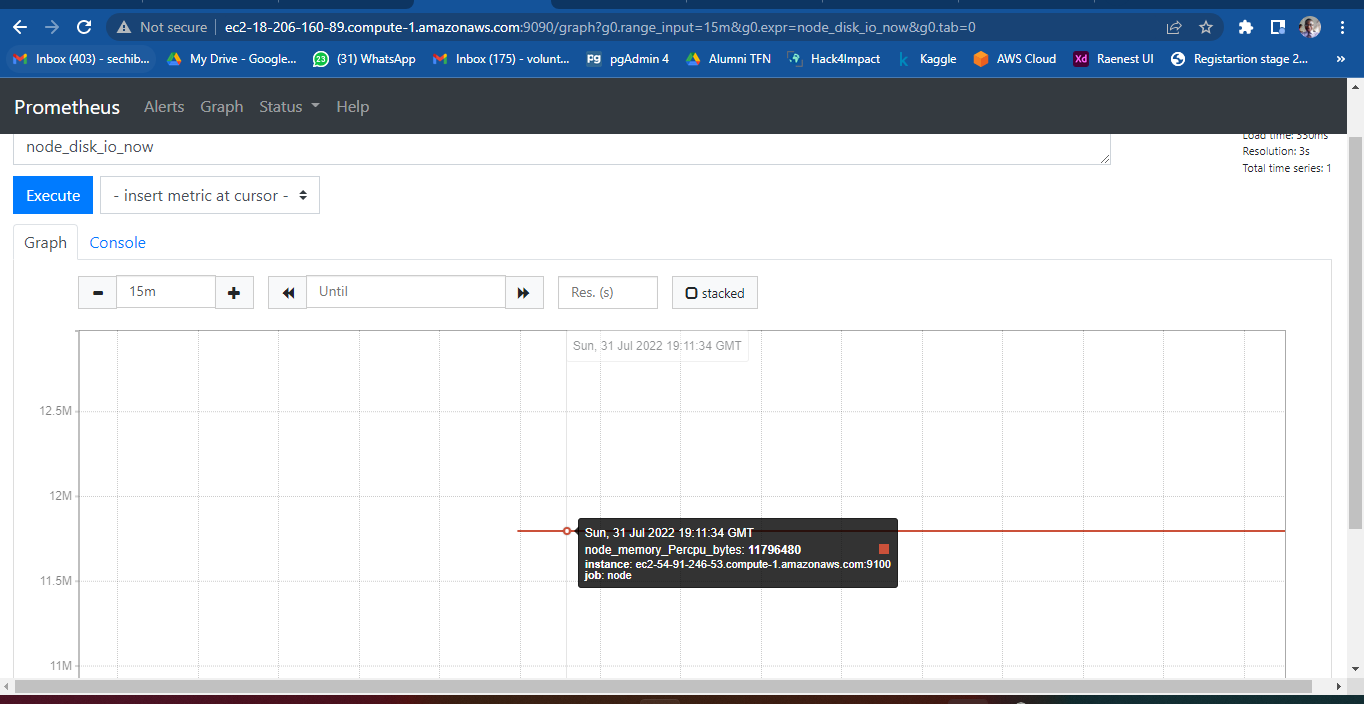 Not secure ec2-18-206-160-89.compute-1.amazonaws.com:9090/graph?g0.range_input=15m&g0.expr=node_disk_io_now&g0.tab=0
Inbox (403) - sechib... My Drive - Google... 23 (31) WhatsApp Inbox (175) - volunt... Pg pgAdmin 4 Alumni TFN Hack4Impact k Kaggle AWS Cloud Xd Raenest UI Registartion stage 2... »
Prometheus Alerts Graph Status Help
Load time: 330ms
node_disk_io_now
Resolution: 3s
Total time series: 1
Execute - insert metric at cursor -
Graph Console
- 15m + Until Res. (s) stacked
Sun, 31 Jul 2022 19:11:34 GMT
12.5M
12M
Sun, 31 Jul 2022 19:11:34 GMT
node_memory_Percpu_bytes: 11796480
instance: ec2-54-91-246-53.compute-1.amazonaws.com:9100
job: node
11.5M
11M